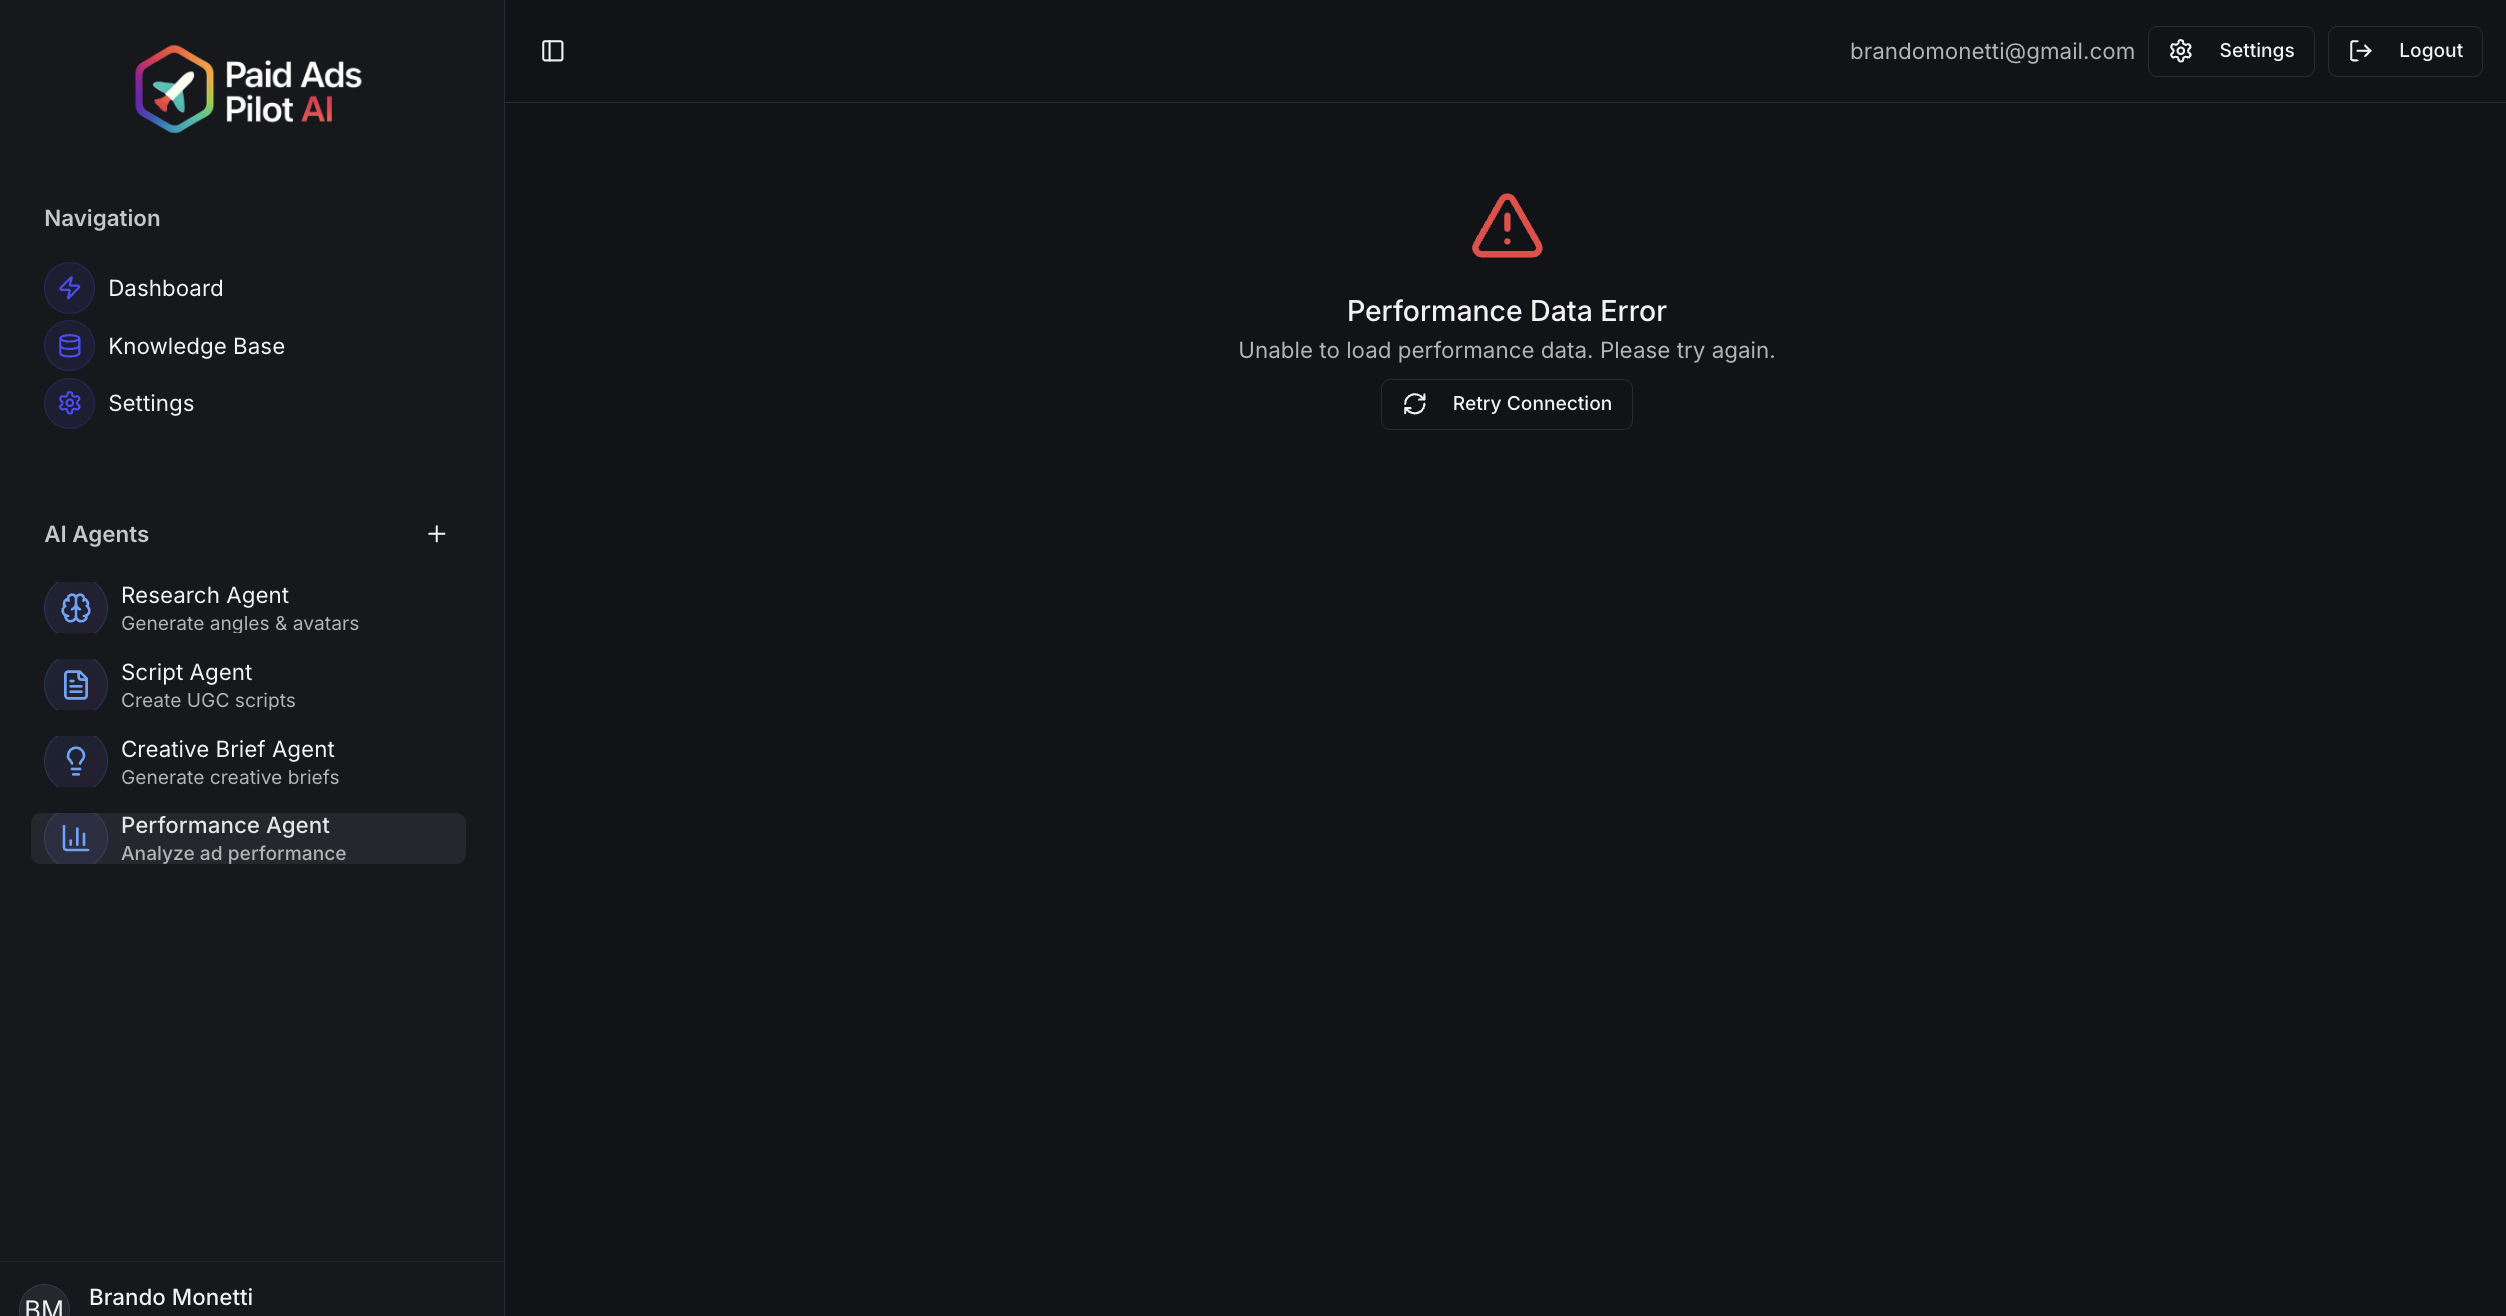 Paid Ads
Pilot AI
Navigation
Dashboard
Knowledge Base
Settings
AI Agents
Research Agent
Generate angles & avatars
Script Agent
Create UGC scripts
Creative Brief Agent
Generate creative briefs
Performance Agent
Analyze ad performance
BM
Brando Monetti
brandomonetti@gmail.com
Settings
Logout
Performance Data Error
Unable to load performance data. Please try again.
Retry Connection